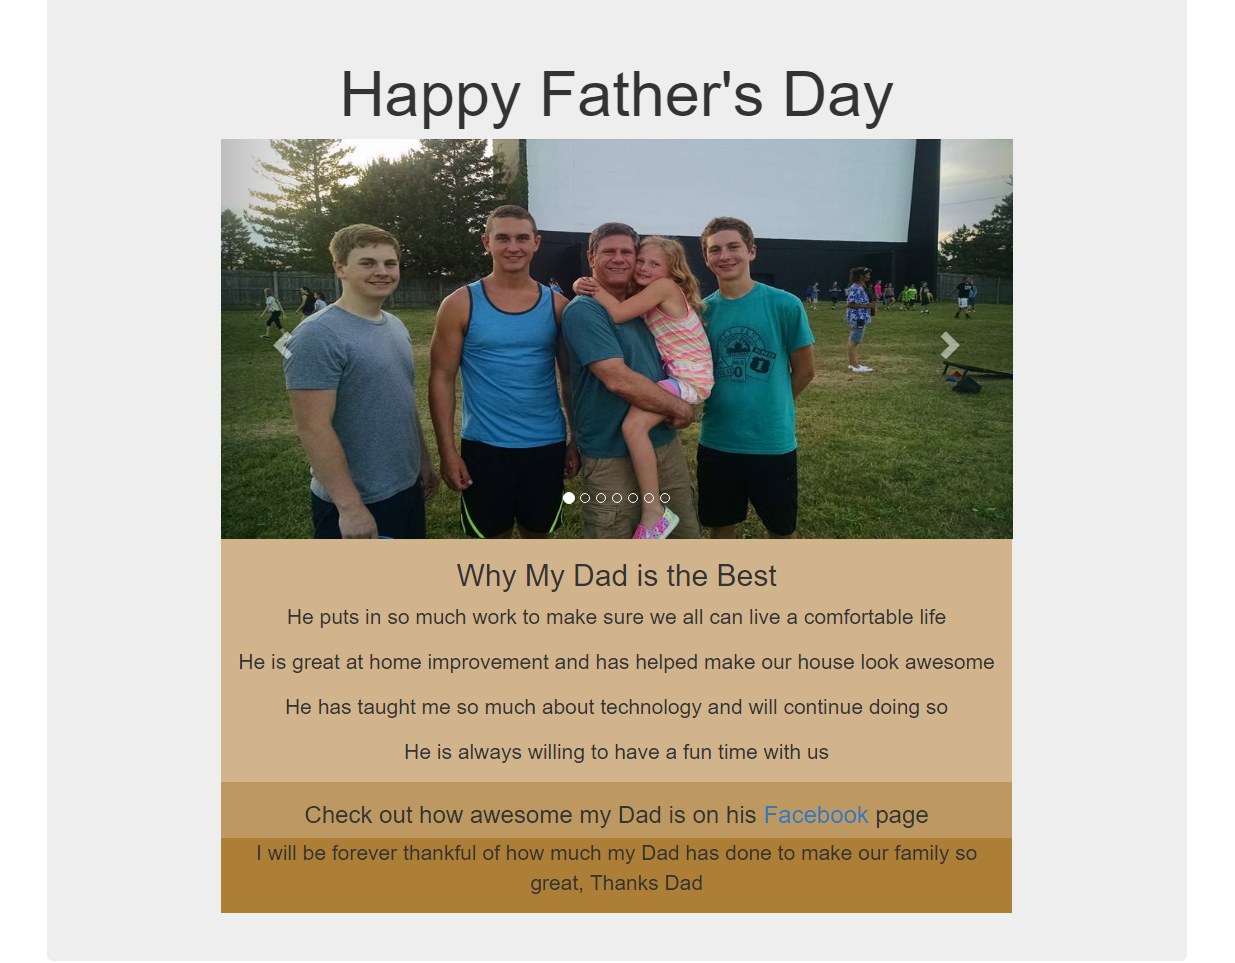 Happy Father's Day
Why My Dad is the Best
He puts in so much work to make sure we all can live a comfortable life
He is great at home improvement and has helped make our house look awesome
He has taught me so much about technology and will continue doing so
He is always willing to have a fun time with us
Check out how awesome my Dad is on his Facebook page
I will be forever thankful of how much my Dad has done to make our family so
great, Thanks Dad